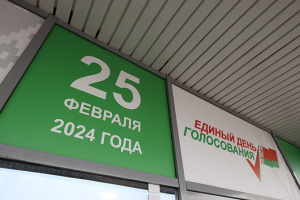 25
ФЕВРАЛЯ
2024 ГОДА
ЕДИНЫЙ ДЕНЬ
ГОЛОСОВАНИЯ